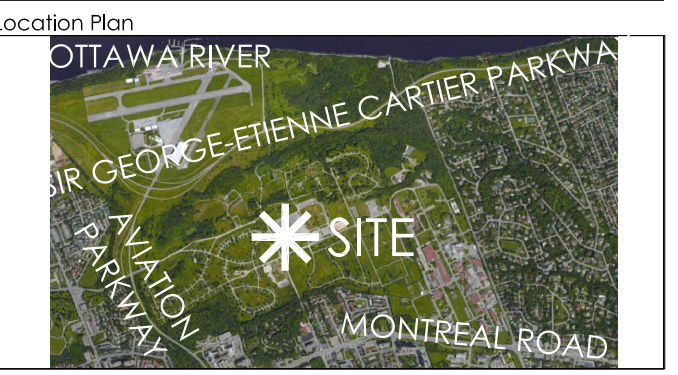 Location Plan
OTTAWA RIVER
SIR GEORGE-ETIENNE CARTIER PARKWA
AVIATION
PARKWAY
SITE
MONTREAL ROAD